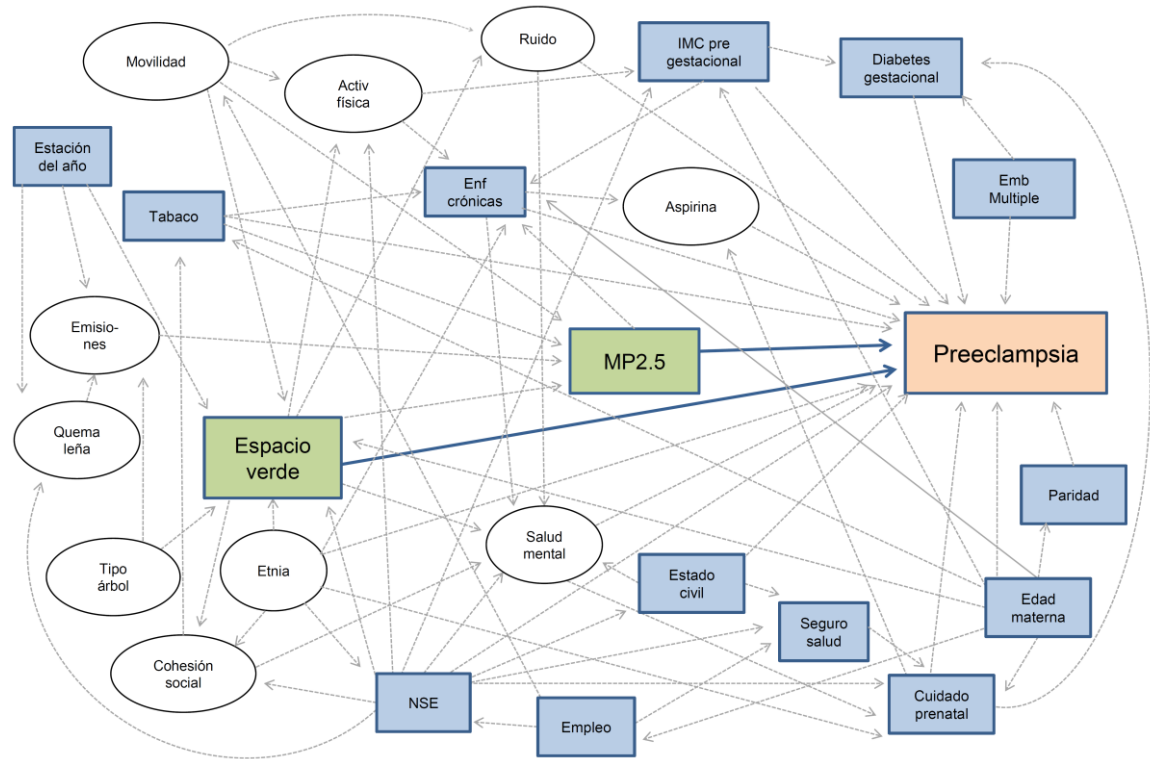 Movilidad
Ruido
IMC pre
gestacional
Diabetes
gestacional
Activ
física
Estación
del año
Tabaco
Enf
crónicas
Aspirina
Emb
Multiple
Emisio-
nes
MP2.5
Preeclampsia
Quema
leña
Espacio
verde
Paridad
Tipo
árbol
Etnia
Salud
mental
Estado
civil
Edad
materna
Seguro
salud
Cohesión
social
NSE
Empleo
Cuidado
prenatal